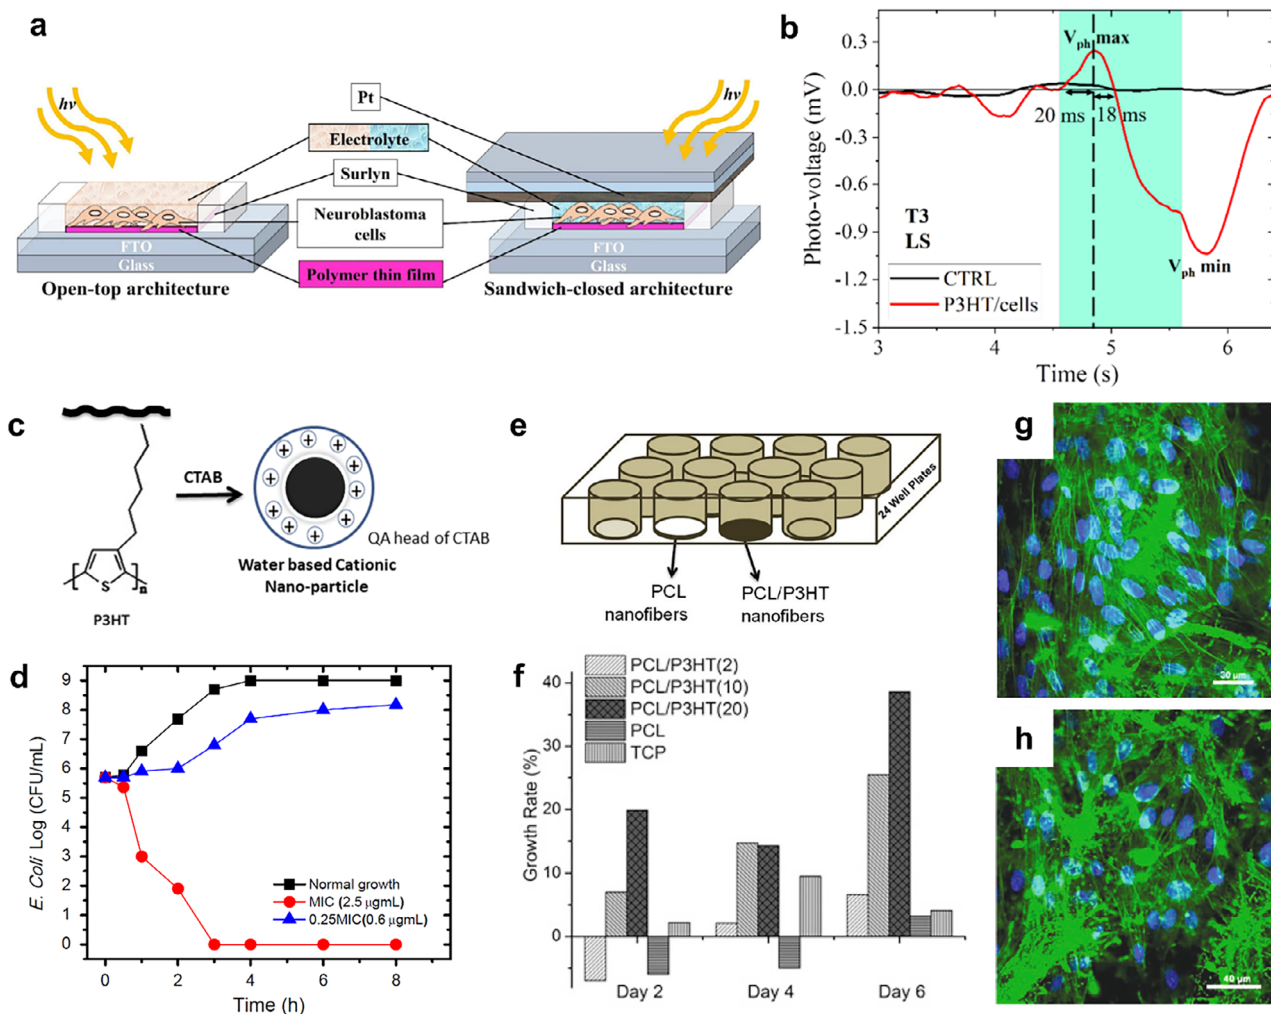 a
hν
hν
Pt
Electrolyte
Surlyn
Neuroblastoma
cells
Polymer thin film
FTO
Glass
FTO
Glass
Open-top architecture
Sandwich-closed architecture
b
Photo-voltage (mV)
0.3
0.0
-0.3
-0.6
-0.9
-1.2
-1.5
Vph max
20 ms
18 ms
T3
LS
Vph min
CTRL
P3HT/cells
3
4
5
6
Time (s)
c
CTAB
n
S
P3HT
QA head of CTAB
Water based Cationic
Nano-particle
d
E. Coli Log (CFU/mL)
9
8
7
6
5
4
3
2
1
0
Normal growth
MIC (2.5 µgmL)
0.25MIC(0.6 µgmL)
0
2
4
6
8
Time (h)
e
24 Well Plates
PCL
nanofibers
PCL/P3HT
nanofibers
f
PCL/P3HT(2)
PCL/P3HT(10)
PCL/P3HT(20)
PCL
TCP
Growth Rate (%)
40
30
20
10
0
Day 2
Day 4
Day 6
g
30 µm
h
40 µm